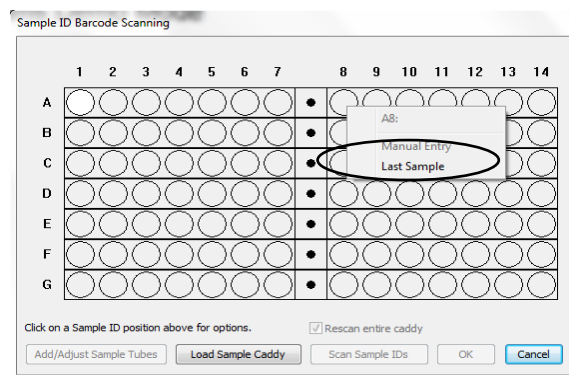 Sample ID Barcode Scanning
1 2 3 4 5 6 7 8 9 10 11 12 13 14
A
A8:
B
Manual Entry
C
Last Sample
D
E
F
G
Click on a Sample ID position above for options. Rescan entire caddy
Add/Adjust Sample Tubes Load Sample Caddy Scan Sample IDs OK Cancel